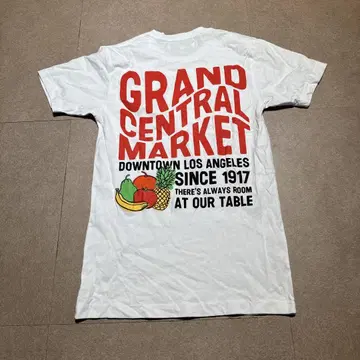 GRAND
CENTRAL
MARKET
DOWNTOWN LOS ANGELES
SINCE 1917
THERE'S ALWAYS ROOM
AT OUR TABLE